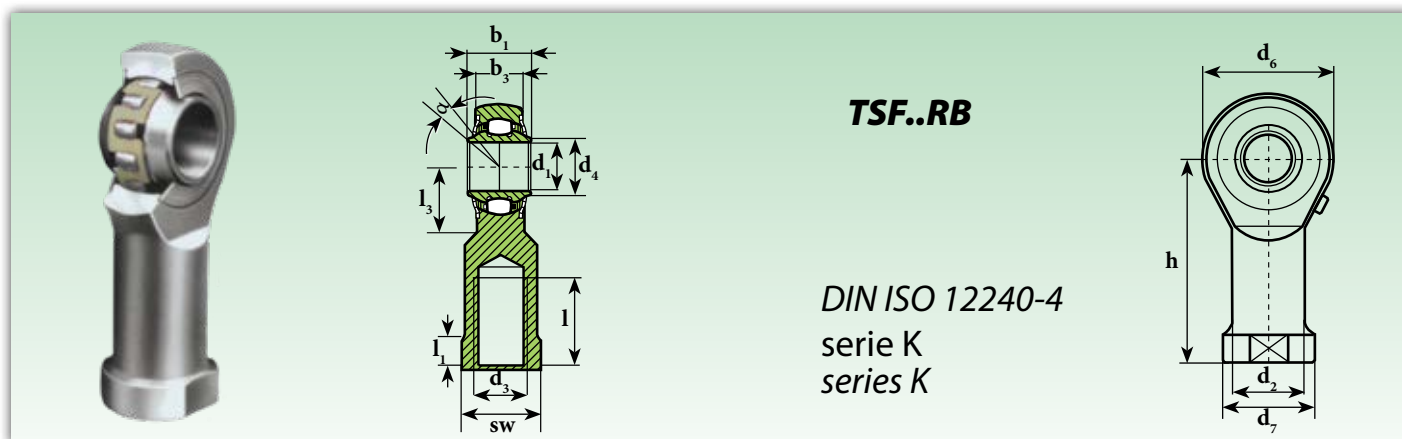 b₁
b₃
α
d₁
d₄
l₃
l
l₁
d₃
sw
TSF..RB
DIN ISO 12240-4
serie K
series K
d₆
h
d₂
d₇